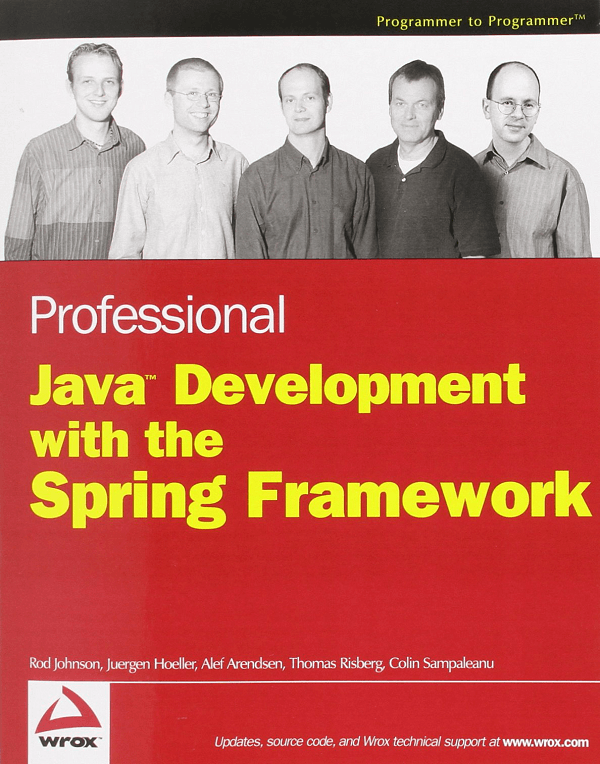 Programmer to Programmer™
Professional
Java™ Development
with the
Spring Framework
Rod Johnson, Juergen Hoeller, Alef Arendsen, Thomas Risberg, Colin Sampaleanu
wrox™
Updates, source code, and Wrox technical support at www.wrox.com